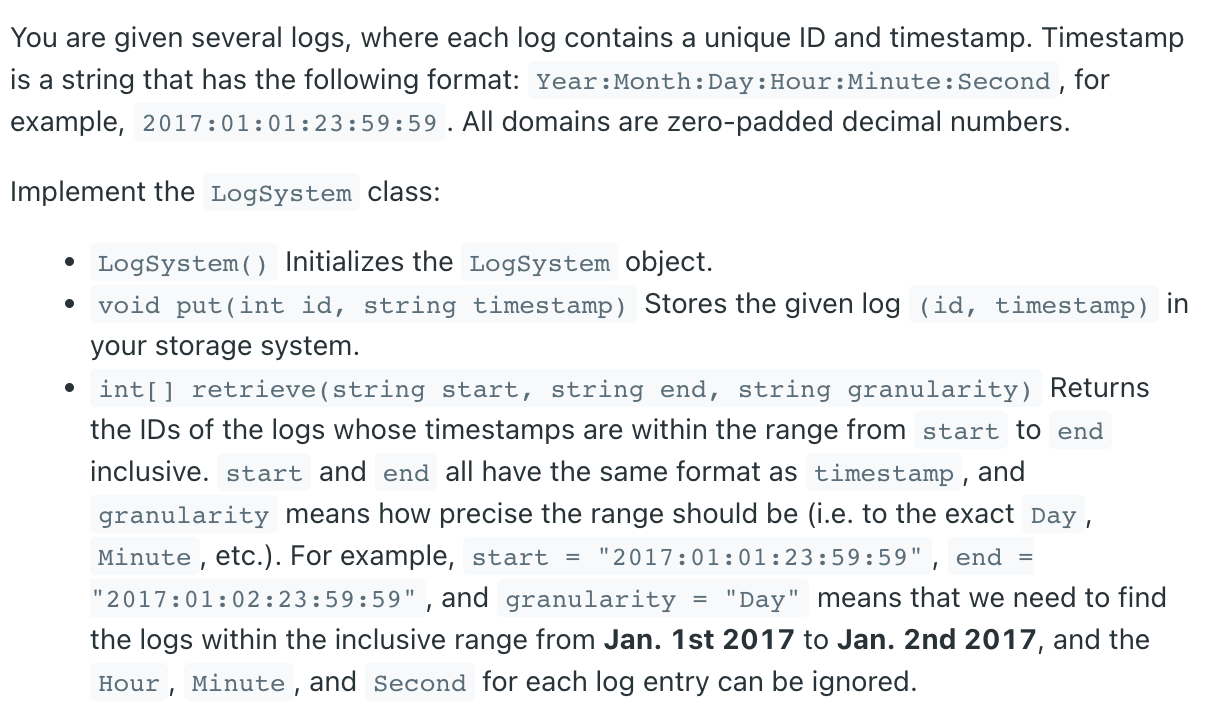 You are given several logs, where each log contains a unique ID and timestamp. Timestamp
is a string that has the following format: Year:Month:Day:Hour:Minute:Second, for
example, 2017:01:01:23:59:59. All domains are zero-padded decimal numbers.
Implement the LogSystem class:
• LogSystem() Initializes the LogSystem object.
• void put(int id, string timestamp) Stores the given log (id, timestamp) in
your storage system.
• int[] retrieve(string start, string end, string granularity) Returns
the IDs of the logs whose timestamps are within the range from start to end
inclusive. start and end all have the same format as timestamp, and
granularity means how precise the range should be (i.e. to the exact Day,
Minute, etc.). For example, start = "2017:01:01:23:59:59", end =
"2017:01:02:23:59:59", and granularity = "Day" means that we need to find
the logs within the inclusive range from Jan. 1st 2017 to Jan. 2nd 2017, and the
Hour, Minute, and Second for each log entry can be ignored.